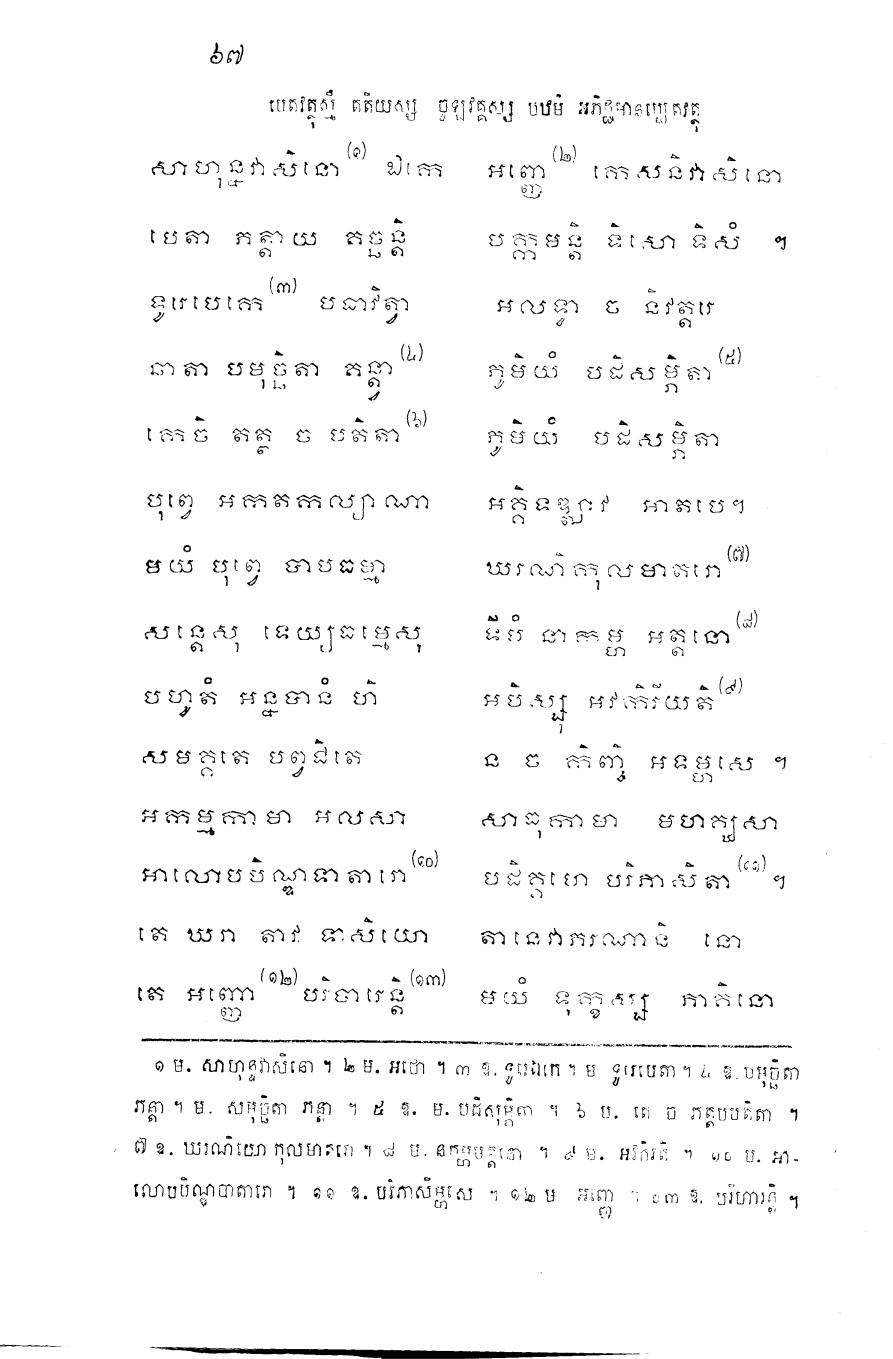 ៦៧
បេតវត្ថុស្មឹ តតិយស្ស ចូឡវគ្គស្ស បឋមំ អភិជ្ជមានប្បេតវត្ថុ
សាហុន្នវាសិនោ(១) ឯកេ អញ្ញេ(២) កេសនិវាសិនោ
បេតា ភត្តាយ គច្ឆន្តិ បក្កមន្តិ ទិសោ ទិសំ ។
ទូរេបេកេ(៣) បធាវិត្វា អលទ្ធា ច និវត្តរេ
ឆាតា បមុច្ឆិតា ភន្តា(៤) ភូមិយំ បដិសម្ភិតា(៥)
កេចិ តត្ថ ច បតិតា(៦) ភូមិយំ បដិសម្ភិតា
បុព្វេ អកតកល្យាណា អគ្គិទឌ្ឍាវ អាតបេ។
មយំ បុព្វេ បាបធម្មា ឃរណី កុលមាតរោ(៧)
សន្តេសុ ទេយ្យធម្មេសុ ទីបំ នាកម្ហ អត្តនោ(៨)
បហូតំ អន្នបានំ ហិ អបិស្សុ អវកិរីយតិ(៩)
សមគ្គតេ បព្វជិតេ ន ច កិញ្ចិ អទម្ហសេ ។
អកម្មកាមា អលសា សាធុកាមា មហគ្ឃសា
អាលោបបិណ្ឌទាតារោ(១០) បដិគ្គហេ បរិភាសិតា(១១) ។
តេ ឃរា តាវ ទាសិយោ តានេវាភរណានិ នោ
តេ អញ្ញេ(១២) បរិចារេន្តិ(១៣) មយំ ទុក្ខស្ស ភាគិនោ
១ ម. សាហុន្ទវាសិនោ ។ ២ ម. អញោ ។ ៣ ឱ. ទូរេឯកេ។ ម ទូរេបេតា។ ៤ ឱ.បមុច្ឆិតា
ភន្តា ។ ម. សមុច្ឆិតា ភន្តា ។ ៥ ឱ. ម. បដិសុម្ភិតា ។ ៦ ម. តេ ច ភត្តបបតិតា ។
៧ ឱ. ឃរណិយោ កុលមាតរោ ។ ៨ ម. នកម្ហមត្តនោ ។ ៩ ម. អវកិរតិ ។ ១០ ម. អា-
លោបបិណ្ឌបាតារោ ។ ១១ ឱ. បរិភាសិម្ហសេ ។ ១២ ម អញ្ញេ ។ ១៣ ឱ. បរិហារន្តិ ។